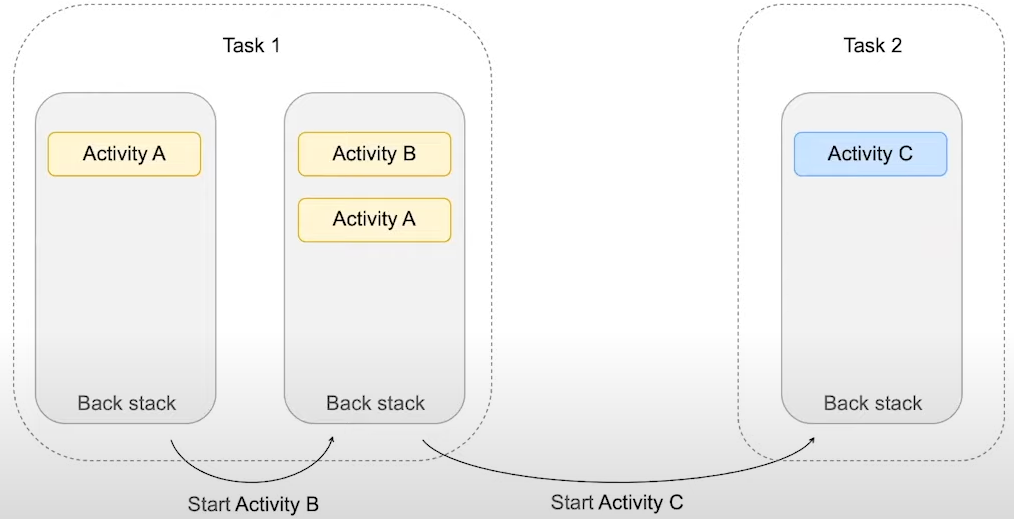 Task 1
Task 2
Activity A
Activity B
Activity C
Activity A
Back stack
Back stack
Back stack
Start Activity B
Start Activity C